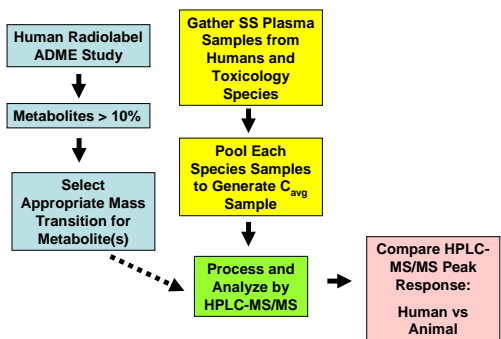 Human Radiolabel
ADME Study
Metabolites > 10%
Select
Appropriate Mass
Transition for
Metabolite(s)
Gather SS Plasma
Samples from
Humans and
Toxicology
Species
Pool Each
Species Samples
to Generate Cavg
Sample
Process and
Analyze by
HPLC-MS/MS
Compare HPLC-
MS/MS Peak
Response:
Human vs
Animal